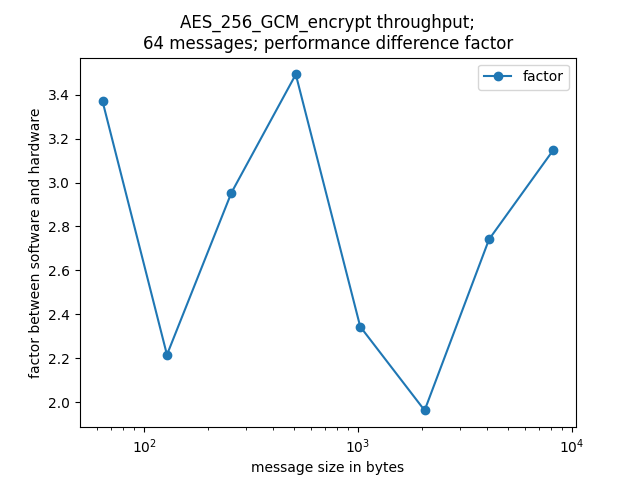 AES_256_GCM_encrypt throughput;
64 messages; performance difference factor
factor
factor between software and hardware
3.4
3.2
3.0
2.8
2.6
2.4
2.2
2.0
10²
10³
10⁴
message size in bytes